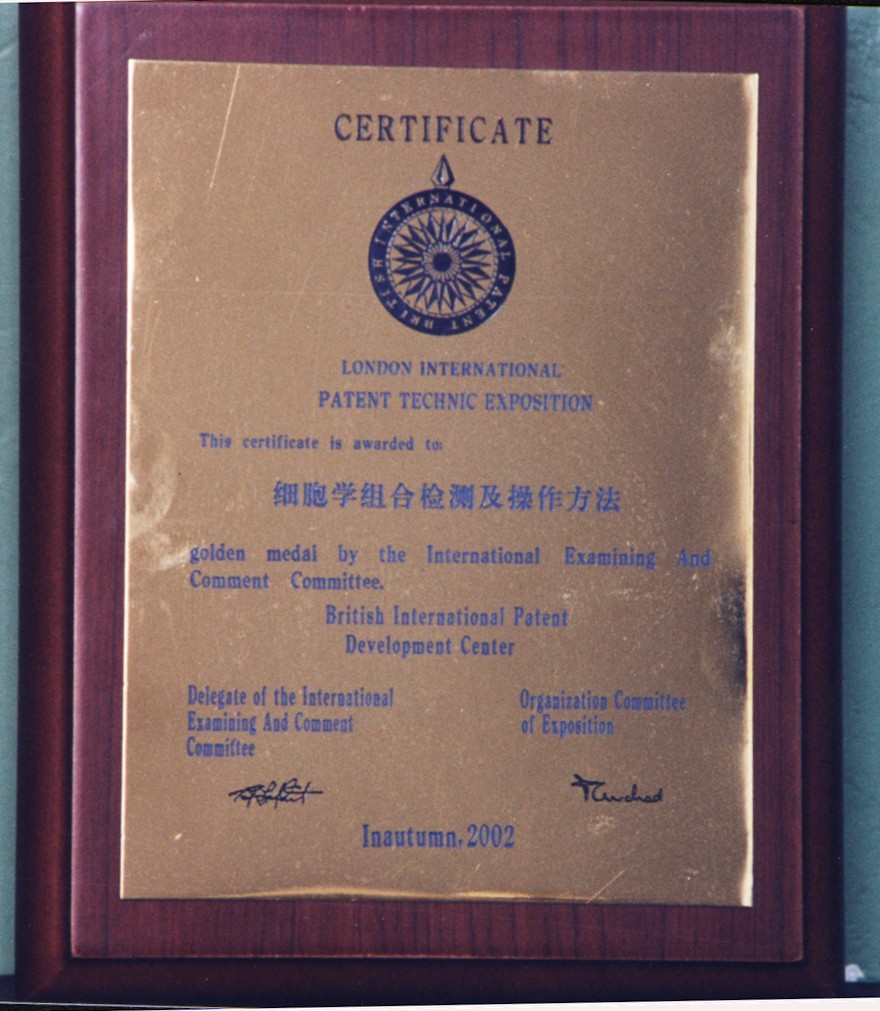 CERTIFICATE
BRITISH INTERNATIONAL PATENT
LONDON INTERNATIONAL
PATENT TECHNIC EXPOSITION
This certificate is awarded to:
细胞学组合检测及操作方法
golden medal by the International Examining And
Comment Committee.
British International Patent
Development Center
Delegate of the International
Examining And Comment
Committee
Organization Committee
of Exposition
Inautumn.2002